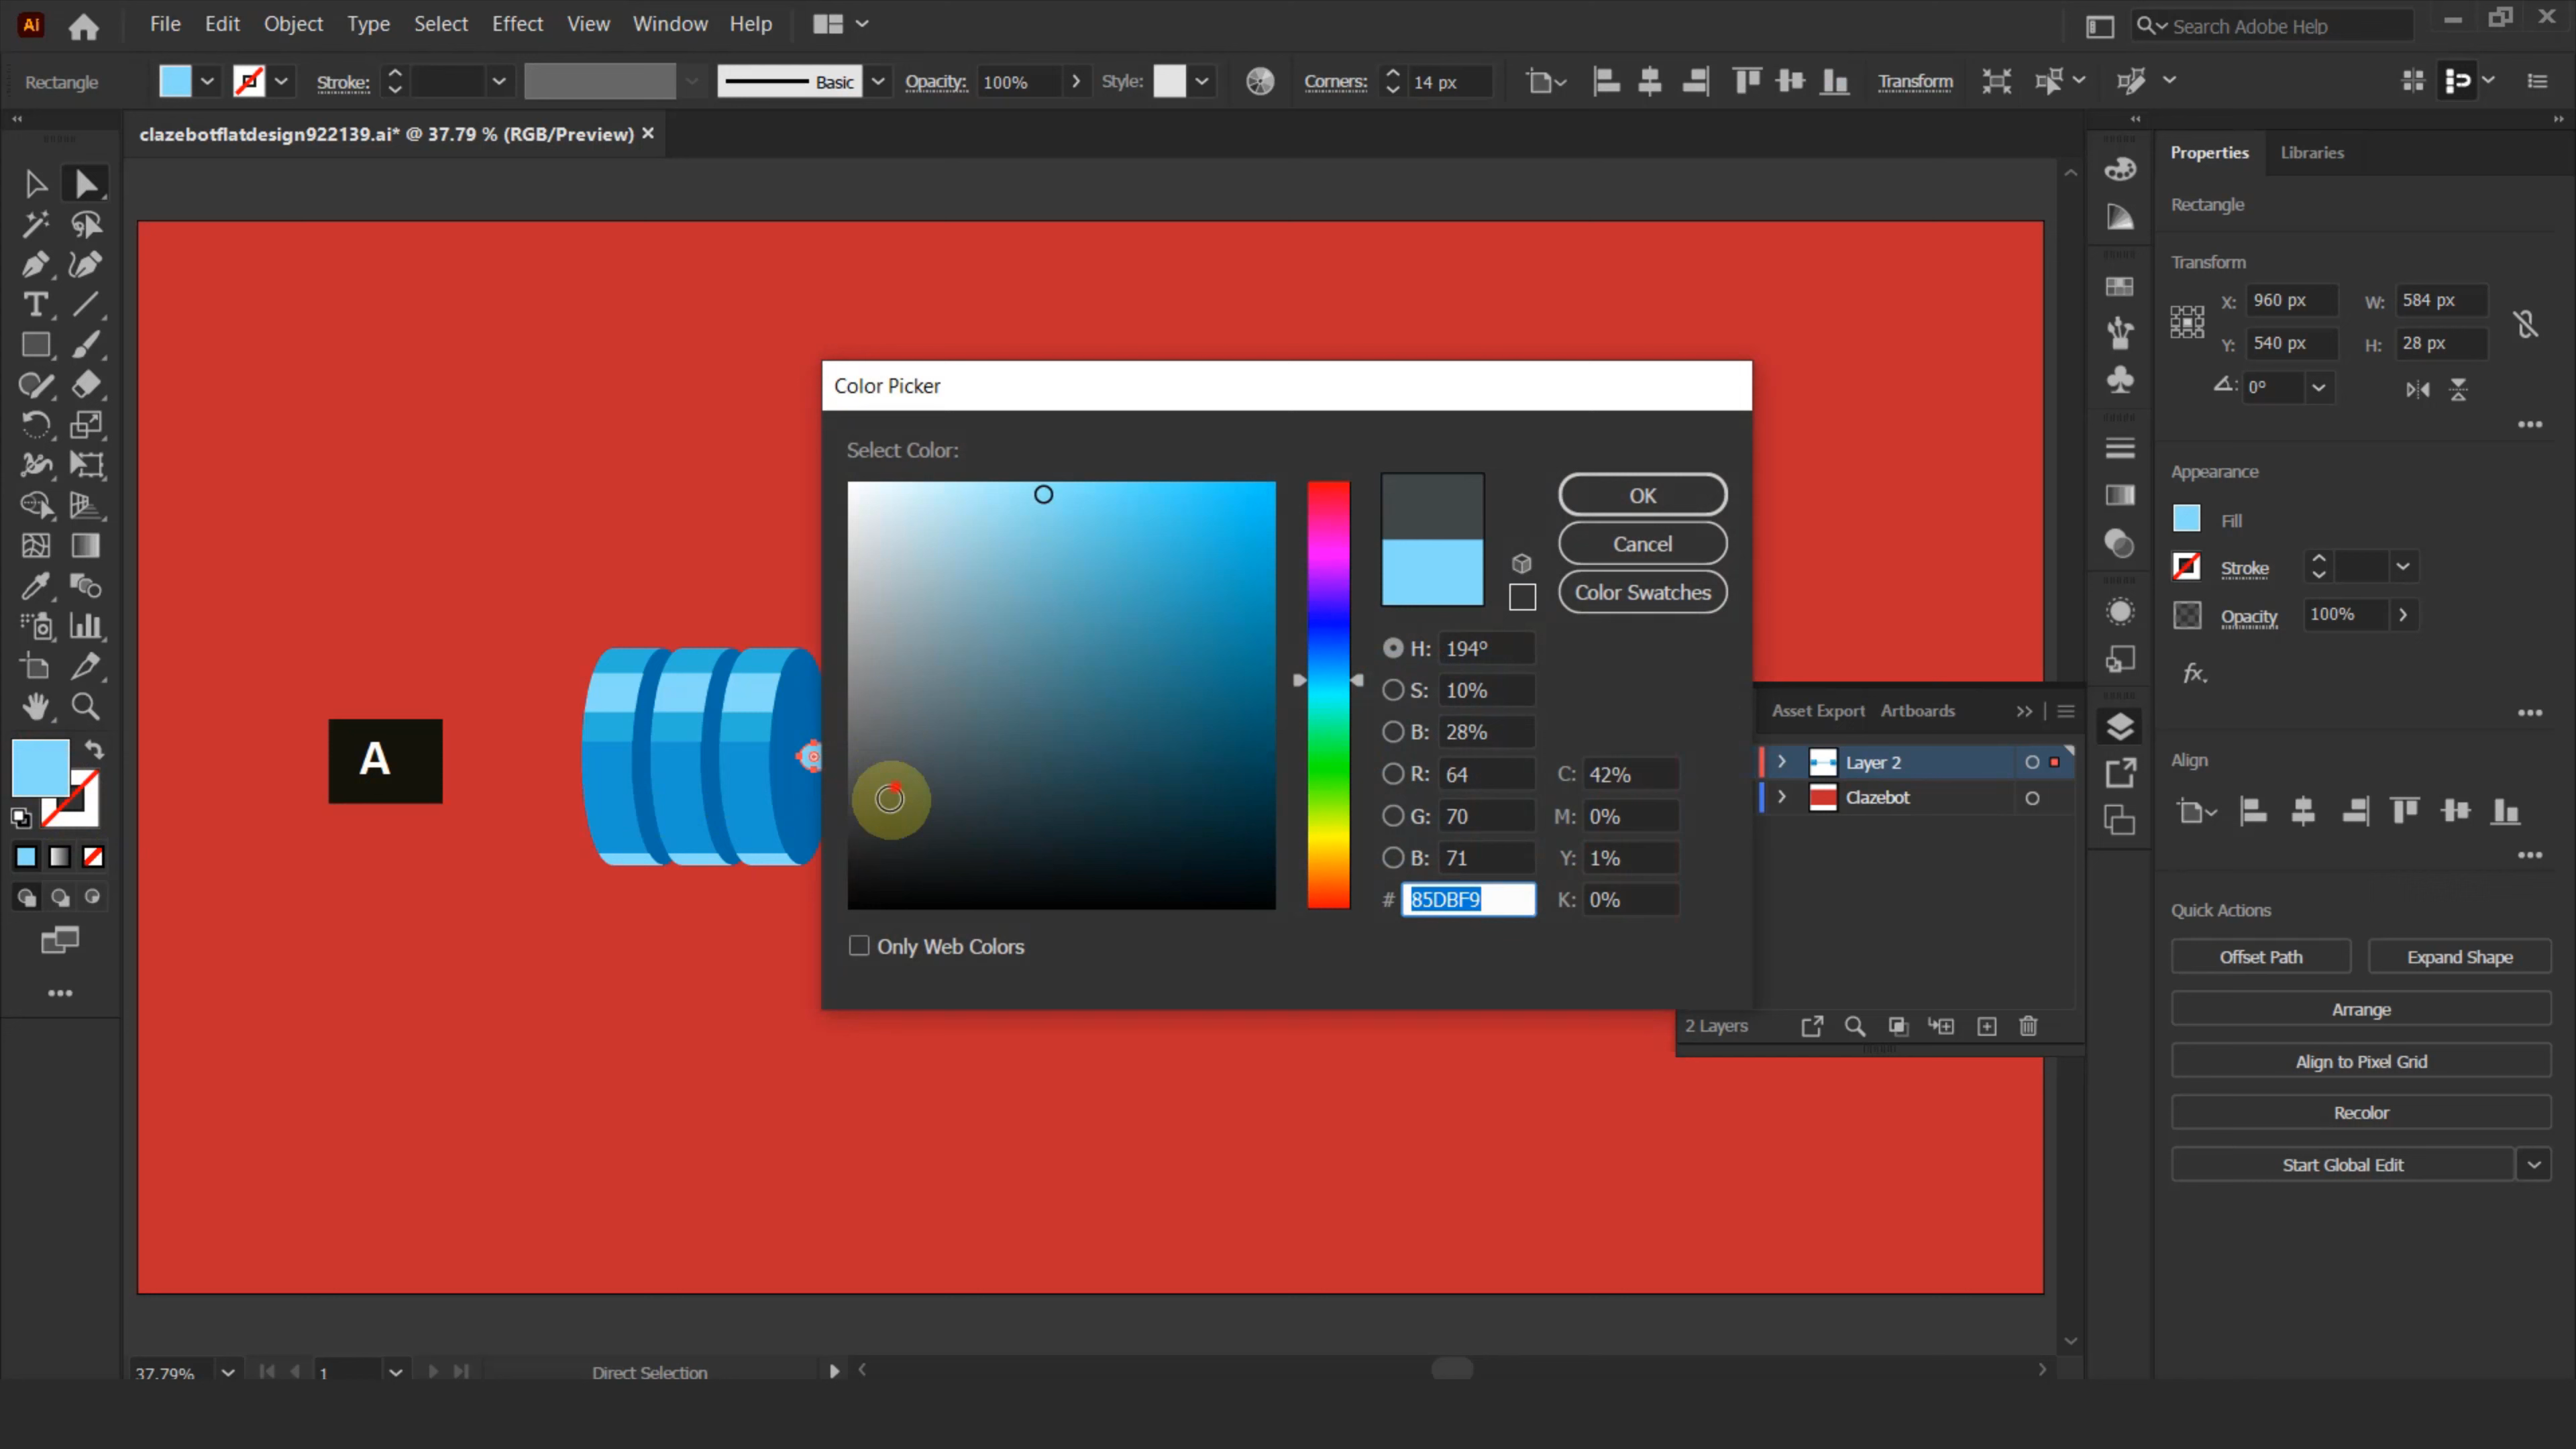 Ai File Edit Object Type Select Effect View Window Help Search Adobe Help
Rectangle Stroke: Basic Opacity: 100% Style: Corners: 14 px Transform
clazebotflatdesign922139.ai* @ 37.79 % (RGB/Preview)
Properties Libraries
Rectangle
Transform
X: 960 px W: 584 px
Y: 540 px H: 28 px
0°
Appearance
Fill
Stroke
Opacity 100%
fx.
Align
Quick Actions
Offset Path Expand Shape
Arrange
Align to Pixel Grid
Recolor
Start Global Edit
Color Picker
Select Color:
OK
Cancel
Color Swatches
H: 194°
S: 10%
B: 28%
R: 64 C: 42%
G: 70 M: 0%
B: 71 Y: 1%
# 85DBF9 K: 0%
Only Web Colors
Asset Export Artboards
Layer 2
Clazebot
2 Layers
A
T
37.79% 1 Direct Selection